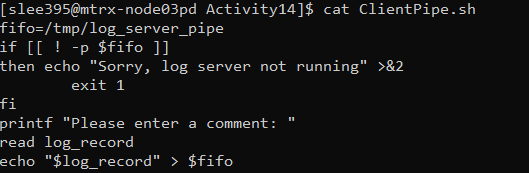 [slee395@mtrx-node03pd Activity14]$ cat ClientPipe.sh
fifo=/tmp/log_server_pipe
if [[ ! -p $fifo ]]
then echo "Sorry, log server not running" >&2
        exit 1
fi
printf "Please enter a comment: "
read log_record
echo "$log_record" > $fifo